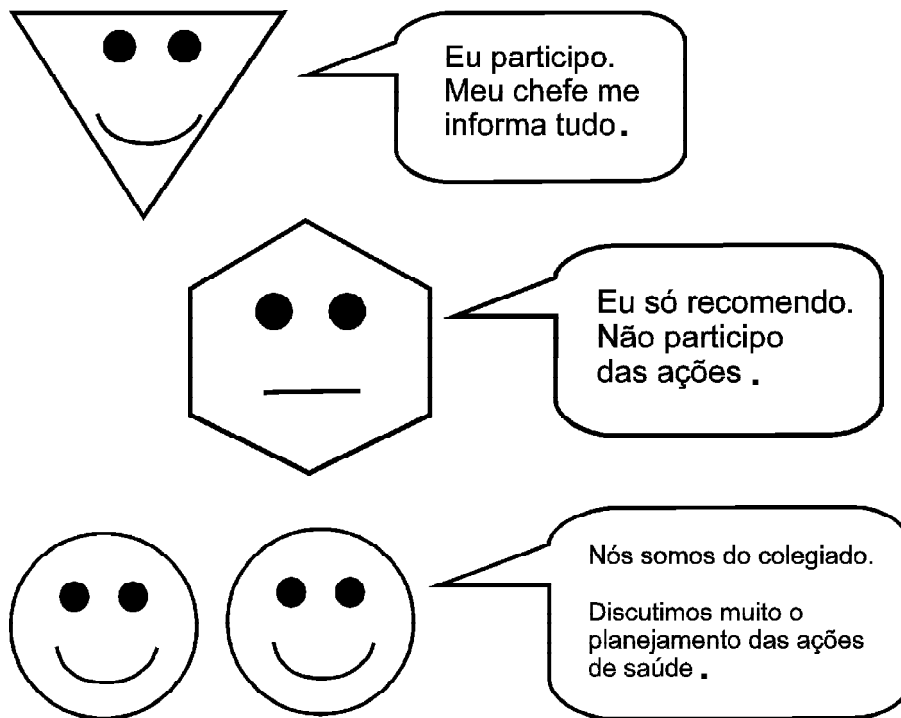 Eu participo.
Meu chefe me
informa tudo.
Eu só recomendo.
Não participo
das ações .
Nós somos do colegiado.
Discutimos muito o
planejamento das ações
de saúde .